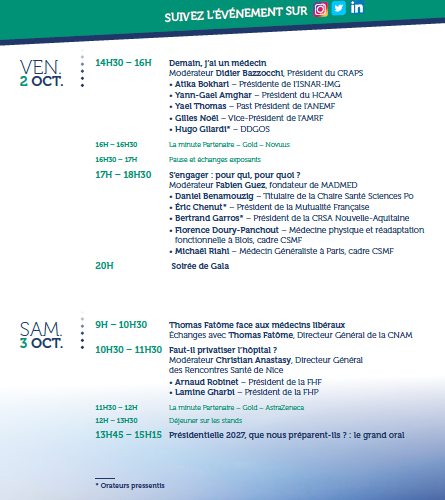 SUIVEZ L'ÉVÉNEMENT SUR
VEN.
2 OCT.
14H30 – 16H
Demain, j'ai un médecin
Modérateur Didier Bazzocchi, Président du CRAPS
• Atika Bokhari – Présidente de l'ISNAR-IMG
• Yann-Gael Amghar – Président du HCAAM
• Yael Thomas – Past Président de l'ANEMF
• Gilles Noël – Vice-Président de l'AMRF
• Hugo Gilardi* – DDGOS
16H – 16H30
La minute Partenaire – Gold – Novuus
16H30 – 17H
Pause et échanges exposants
17H – 18H30
S'engager : pour qui, pour quoi ?
Modérateur Fabien Guez, fondateur de MADMED
• Daniel Benamouzig – Titulaire de la Chaire Santé Sciences Po
• Éric Chenut* – Président de la Mutualité Française
• Bertrand Garros* – Président de la CRSA Nouvelle-Aquitaine
• Florence Doury-Panchout – Médecine physique et réadaptation
fonctionnelle à Blois, cadre CSMF
• Michaël Riahi – Médecin Généraliste à Paris, cadre CSMF
20H
Soirée de Gala
SAM.
3 OCT.
9H – 10H30
Thomas Fatôme face aux médecins libéraux
Échanges avec Thomas Fatôme, Directeur Général de la CNAM
10H30 – 11H30
Faut-il privatiser l'hôpital ?
Modérateur Christian Anastasy, Directeur Général
des Rencontres Santé de Nice
• Arnaud Robinet – Président de la FHF
• Lamine Gharbi – Président de la FHP
11H30 – 12H
La minute Partenaire – Gold – AstraZeneca
12H – 13H30
Déjeuner sur les stands
13H45 – 15H15
Présidentielle 2027, que nous préparent-ils ? : le grand oral
* Orateurs pressentis